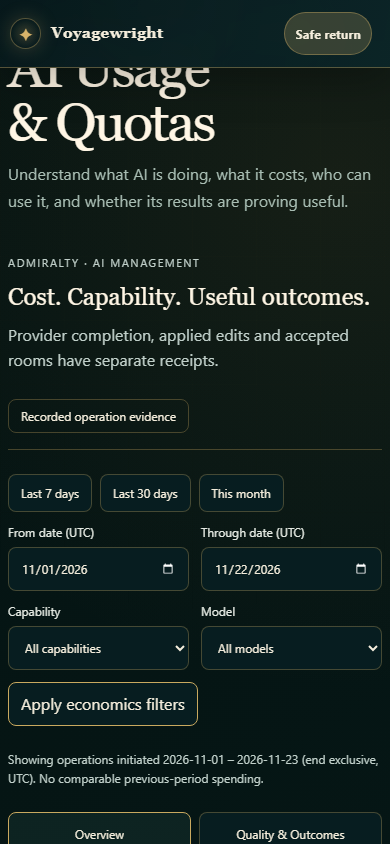 Voyagewright
Safe return
AI Usage
& Quotas
Understand what AI is doing, what it costs, who can
use it, and whether its results are proving useful.
ADMIRALTY · AI MANAGEMENT
Cost. Capability. Useful outcomes.
Provider completion, applied edits and accepted
rooms have separate receipts.
Recorded operation evidence
Last 7 days
Last 30 days
This month
From date (UTC)
Through date (UTC)
11/01/2026
11/22/2026
Capability
Model
All capabilities
All models
Apply economics filters
Showing operations initiated 2026-11-01 – 2026-11-23 (end exclusive,
UTC). No comparable previous-period spending.
Overview
Quality & Outcomes